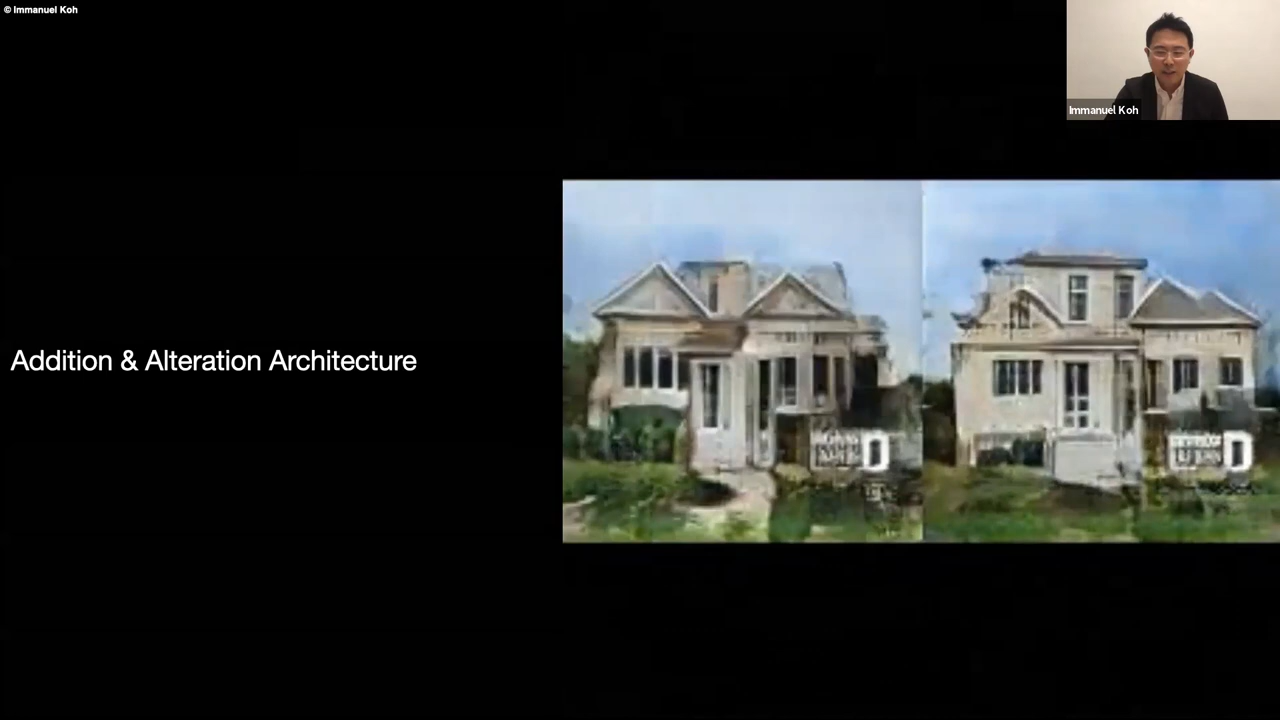 © Immanuel Koh
Immanuel Koh
Addition & Alteration Architecture